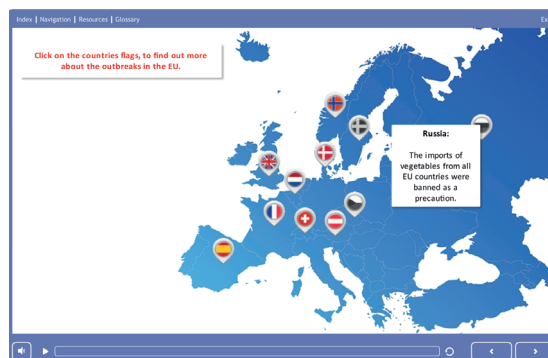 Index | Navigation | Resources | Glossary
Ex
Click on the countries flags, to find out more
about the outbreaks in the EU.
Russia:
The imports of
vegetables from all
EU countries were
banned as a
precaution.